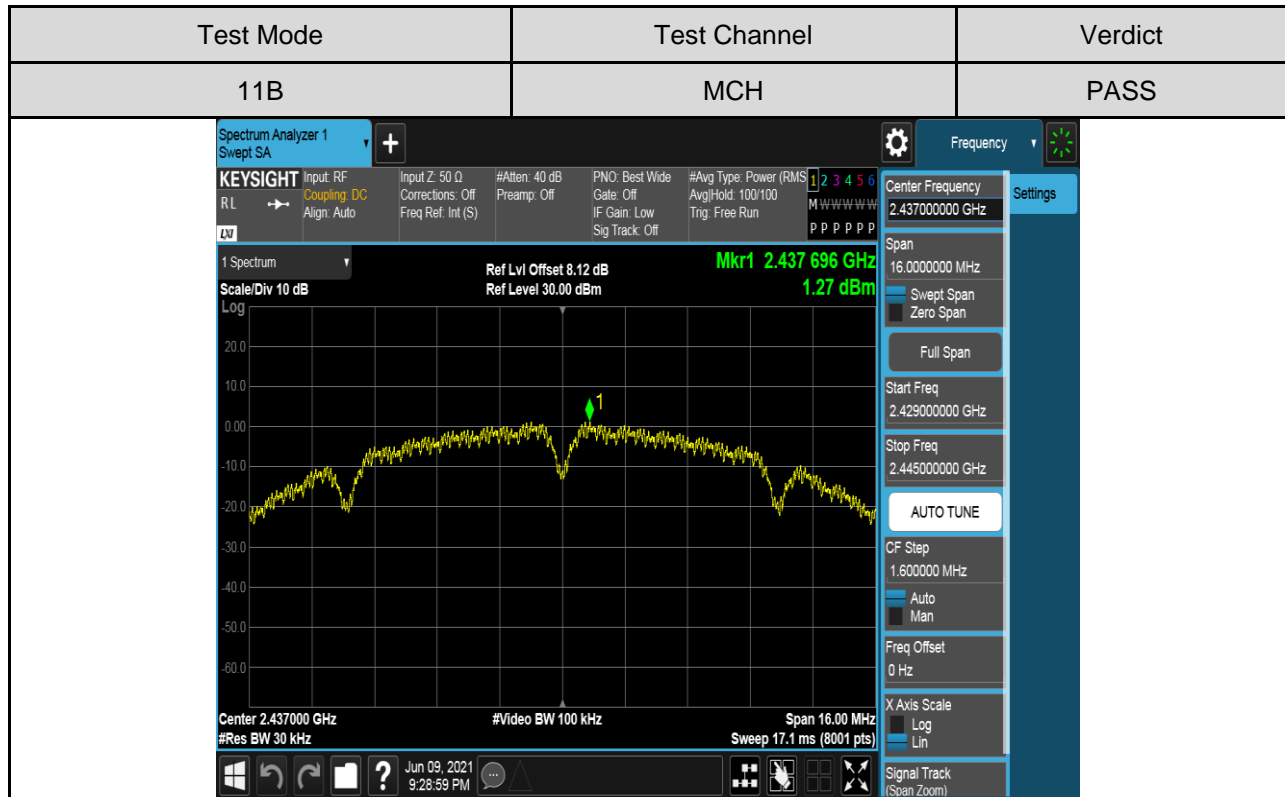 Test Mode Test Channel Verdict
11B MCH PASS
Spectrum Analyzer 1
Swept SA
+
Frequency
KEYSIGHT
RL
LXI
Input: RF
Coupling: DC
Align: Auto
Input Z: 50 Ω
Corrections: Off
Freq Ref: Int (S)
#Atten: 40 dB
Preamp: Off
PNO: Best Wide
Gate: Off
IF Gain: Low
Sig Track: Off
#Avg Type: Power (RMS
Avg|Hold: 100/100
Trig: Free Run
1 2 3 4 5 6
M W W W W W
P P P P P P
1 Spectrum
Scale/Div 10 dB
Ref Lvl Offset 8.12 dB
Ref Level 30.00 dBm
Mkr1 2.437 696 GHz
1.27 dBm
Log
20.0
10.0
0.00
-10.0
-20.0
-30.0
-40.0
-50.0
-60.0
1
Center 2.437000 GHz
#Res BW 30 kHz
#Video BW 100 kHz
Span 16.00 MHz
Sweep 17.1 ms (8001 pts)
Jun 09, 2021
9:28:59 PM
?
Center Frequency
2.437000000 GHz
Settings
Span
16.0000000 MHz
Swept Span
Zero Span
Full Span
Start Freq
2.429000000 GHz
Stop Freq
2.445000000 GHz
AUTO TUNE
CF Step
1.600000 MHz
Auto
Man
Freq Offset
0 Hz
X Axis Scale
Log
Lin
Signal Track
(Span Zoom)